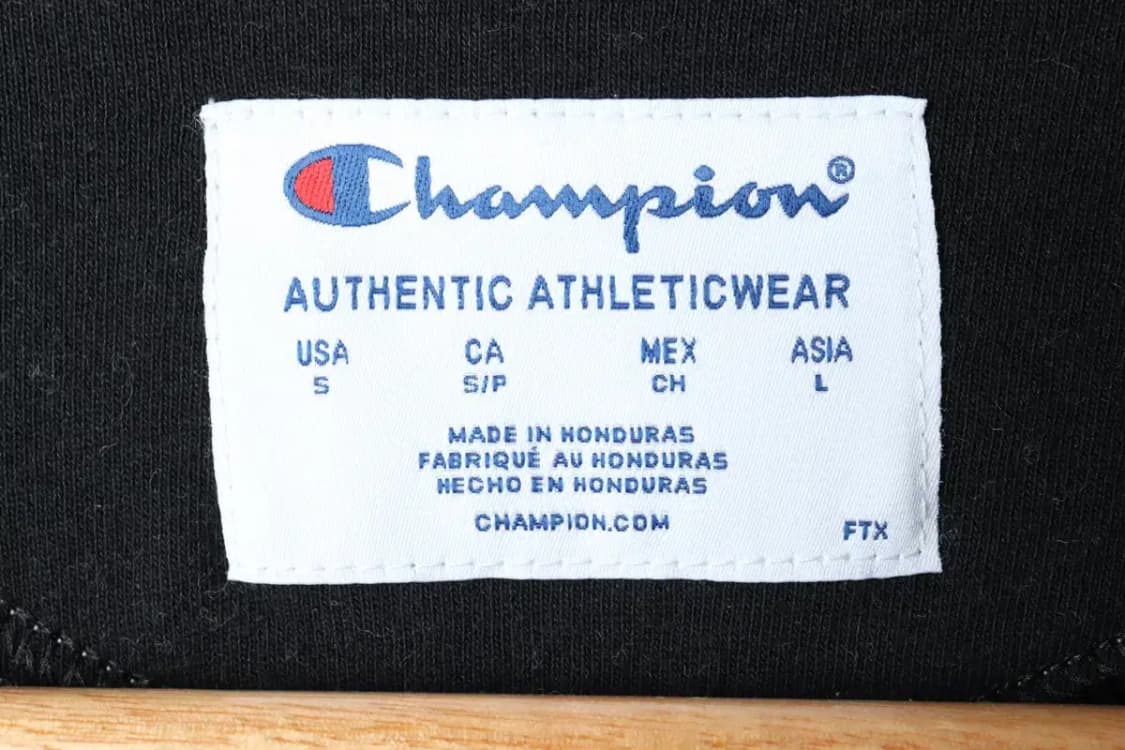 Champion®
AUTHENTIC ATHLETICWEAR
USA CA MEX ASIA
S S/P CH L
MADE IN HONDURAS
FABRIQUÉ AU HONDURAS
HECHO EN HONDURAS
CHAMPION.COM
FTX